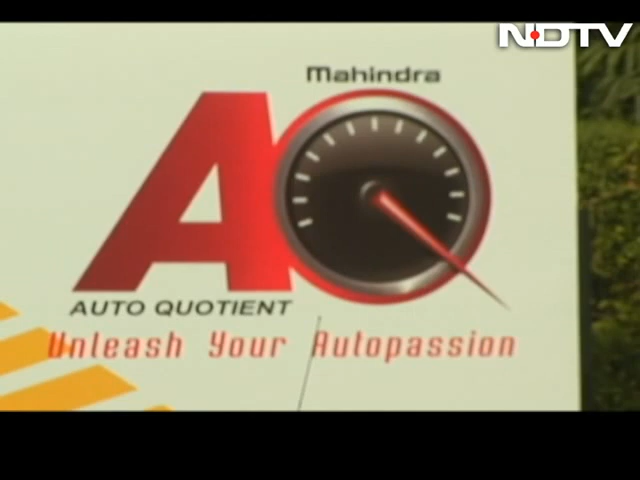 NDTV
Mahindra
AQ
AUTO QUOTIENT
Unleash Your Autopassion